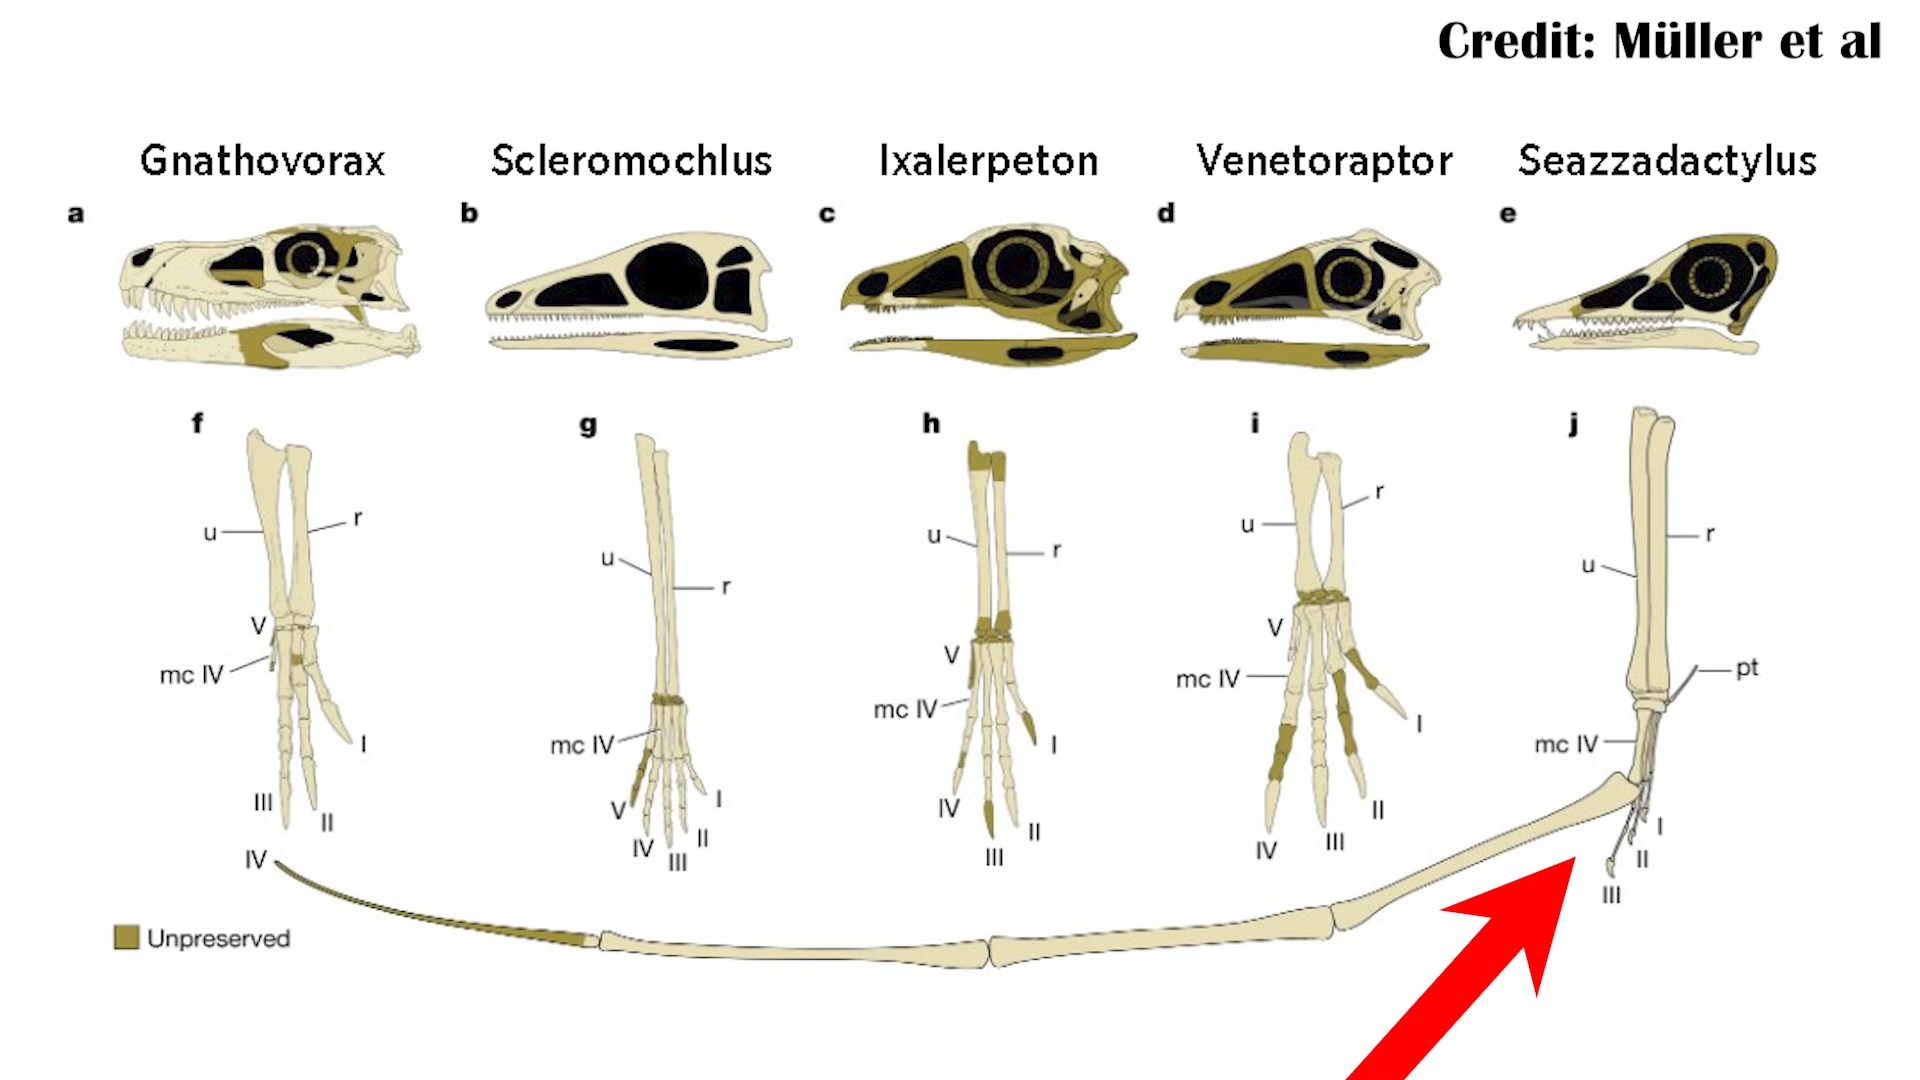 Credit: Müller et al
Gnathovorax Scleromochlus Ixalerpeton Venetoraptor Seazzadactylus
a b c d e
f g h i j
u r
V
mc IV
III II I
u r
mc IV
V IV III II I
u r
V
mc IV
IV III II I
u r
V
mc IV
IV III II I
u r
pt
mc IV
I
II
III
IV
Unpreserved